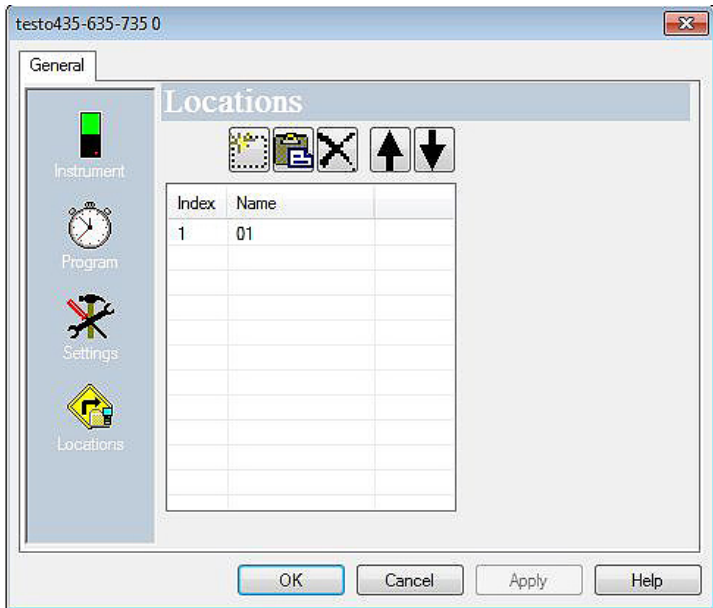 testo435-635-735 0
General
Locations
Instrument
Program
Settings
Locations
Index Name
1 01
OK Cancel Apply Help